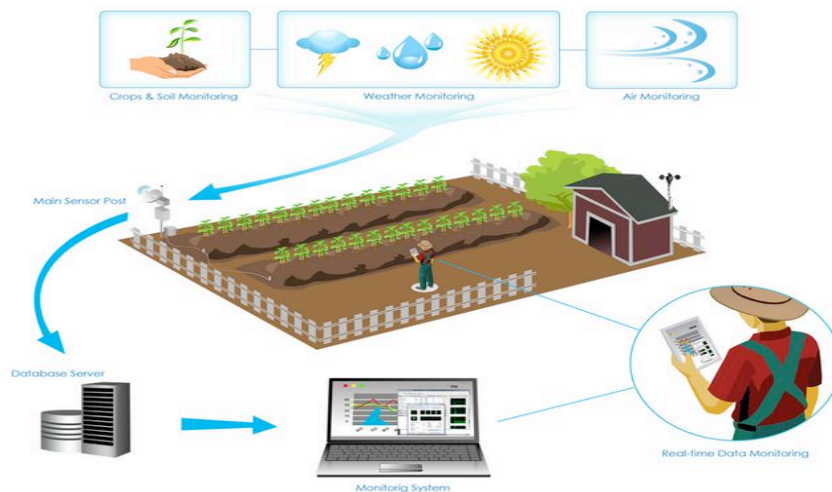 Crops & Soil Monitoring
Weather Monitoring
Air Monitoring
Main Sensor Post
Database Server
Real-time Data Monitoring
Monitorig System